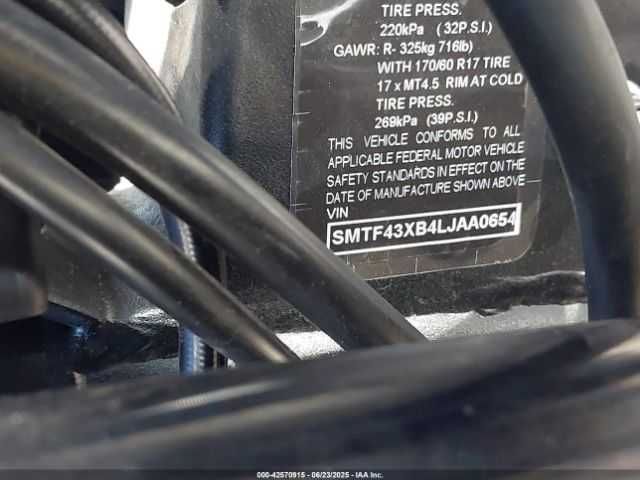 TIRE PRESS.
220kPa (32P.S.I.)
GAWR: R- 325kg 716lb)
WITH 170/60 R17 TIRE
17 x MT4.5 RIM AT COLD
TIRE PRESS.
269kPa (39P.S.I.)
THIS VEHICLE CONFORMS TO ALL
APPLICABLE FEDERAL MOTOR VEHICLE
SAFETY STANDARDS IN EFFECT ON THE
DATE OF MANUFACTURE SHOWN ABOVE
VIN
SMTF43XB4LJAA0654
000-42570915 - 06/23/2025 - IAA Inc.